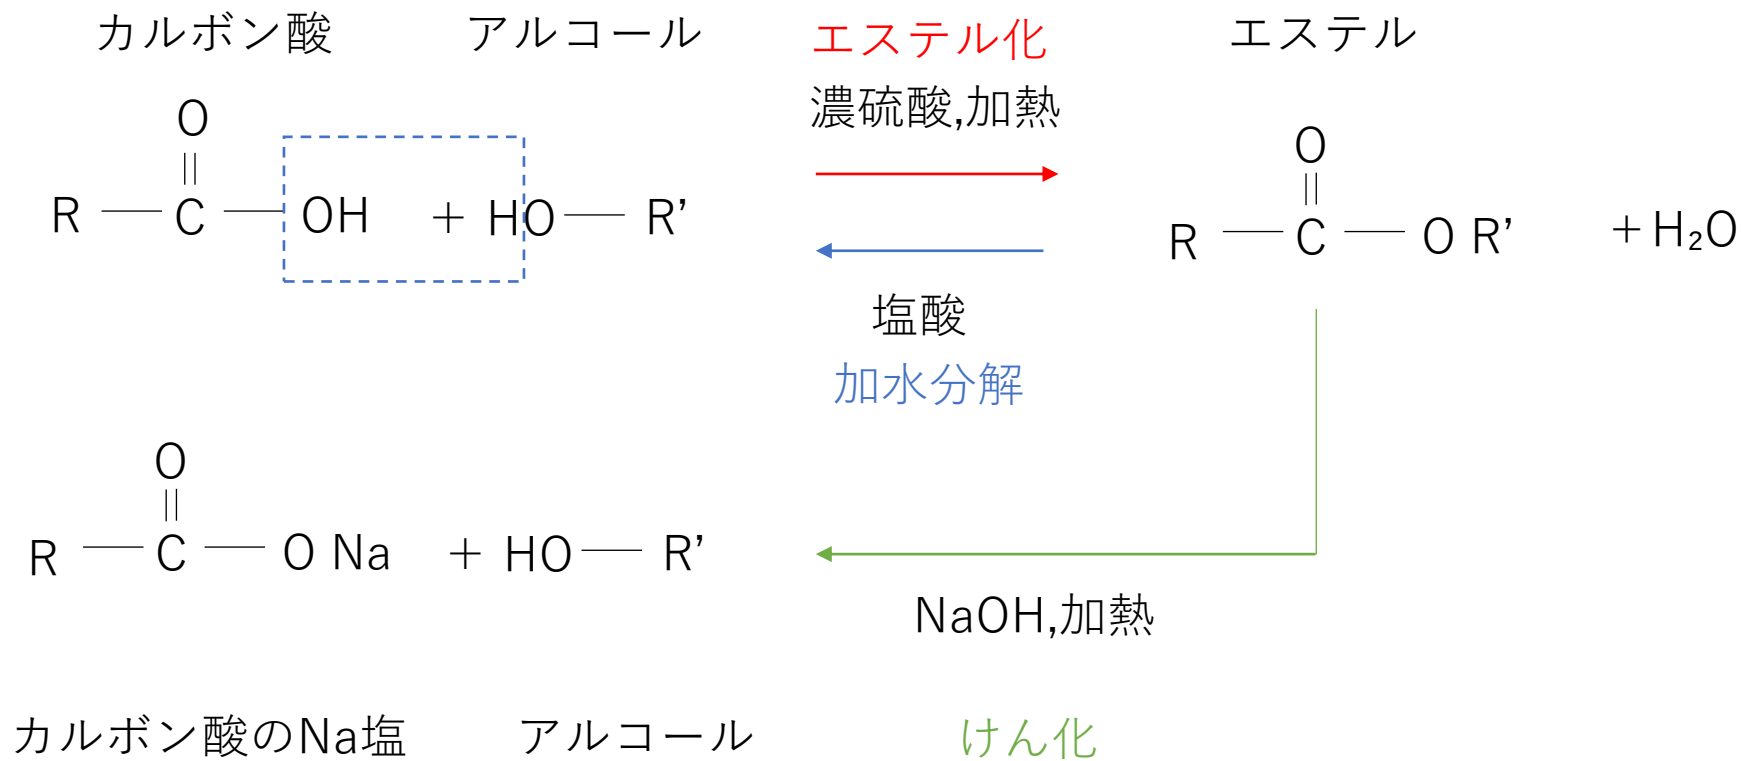 カルボン酸 アルコール エステル化 エステル
濃硫酸,加熱
O O
R C OH + HO R’ R C O R’ +H₂O
塩酸
加水分解
O
R C O Na + HO R’
NaOH,加熱
カルボン酸のNa塩 アルコール けん化